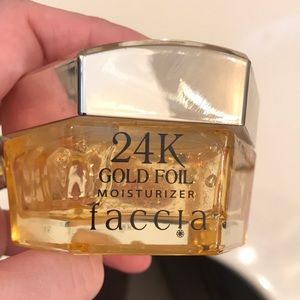 24K
GOLD FOIL
MOISTURIZER
faccia